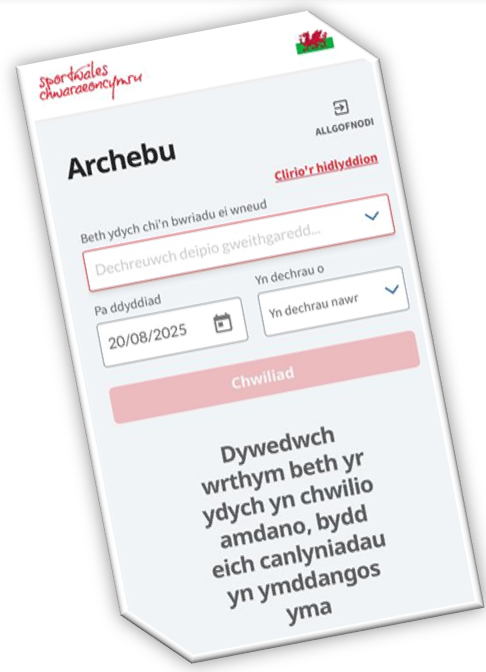 sportwales
chwaraeoncymru
ALLGOFNODI
Archebu
Clirio'r hidlyddion
Beth ydych chi'n bwriadu ei wneud
Dechreuwch deipio gweithgaredd...
Pa ddyddiad
Yn dechrau o
20/08/2025
Yn dechrau nawr
Chwiliad
Dywedwch
wrthym beth yr
ydych yn chwilio
amdano, bydd
eich canlyniadau
yn ymddangos
yma